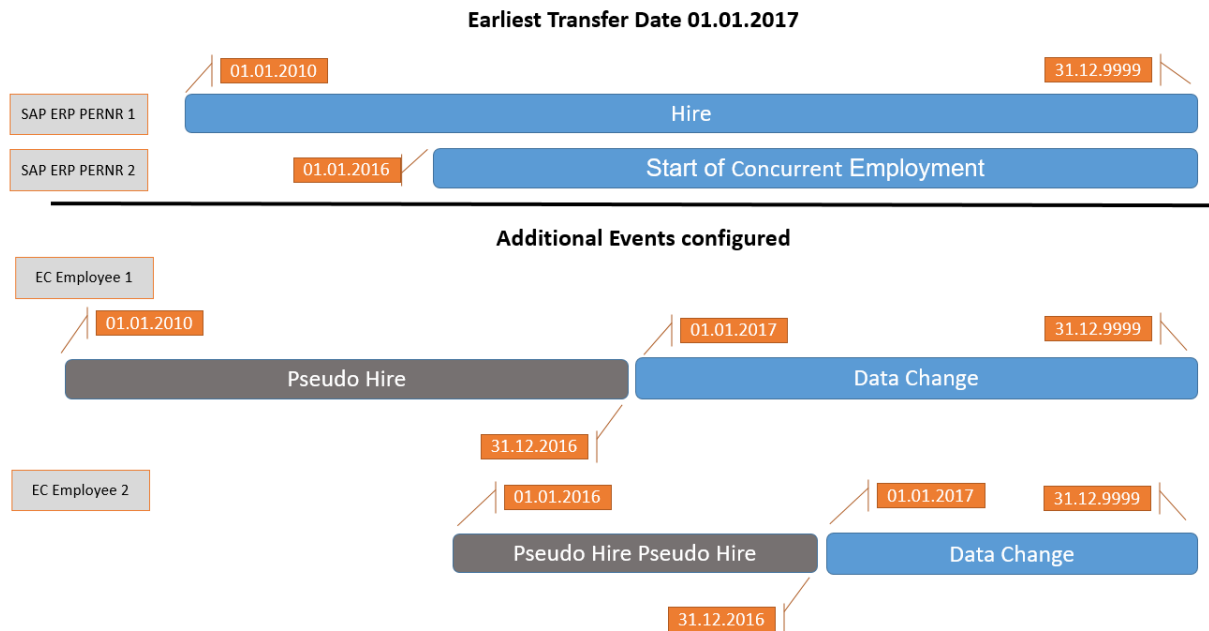 Earliest Transfer Date 01.01.2017
01.01.2010
31.12.9999
SAP ERP PERNR 1
Hire
SAP ERP PERNR 2
01.01.2016
Start of Concurrent Employment
Additional Events configured
EC Employee 1
01.01.2010
01.01.2017
31.12.9999
Pseudo Hire
Data Change
31.12.2016
EC Employee 2
01.01.2016
01.01.2017
31.12.9999
Pseudo Hire Pseudo Hire
Data Change
31.12.2016